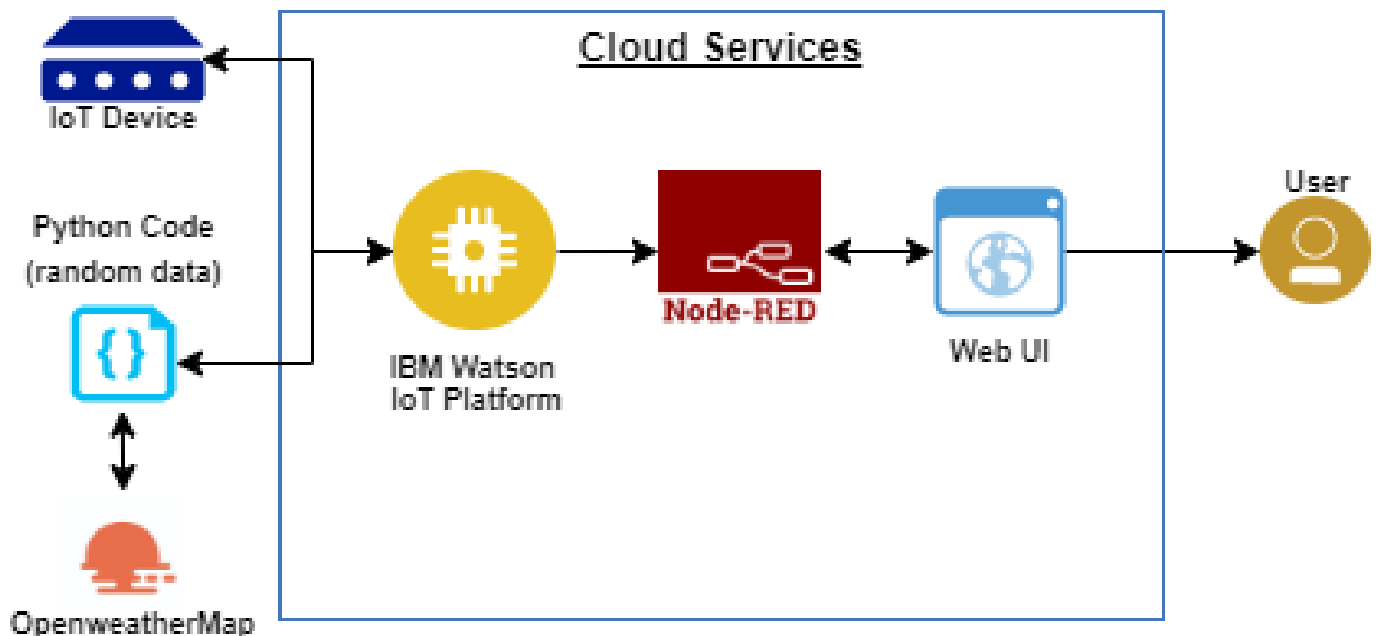 Cloud Services
IoT Device
Python Code
(random data)
User
Node-RED
Web UI
IBM Watson
IoT Platform
OpenweatherMap